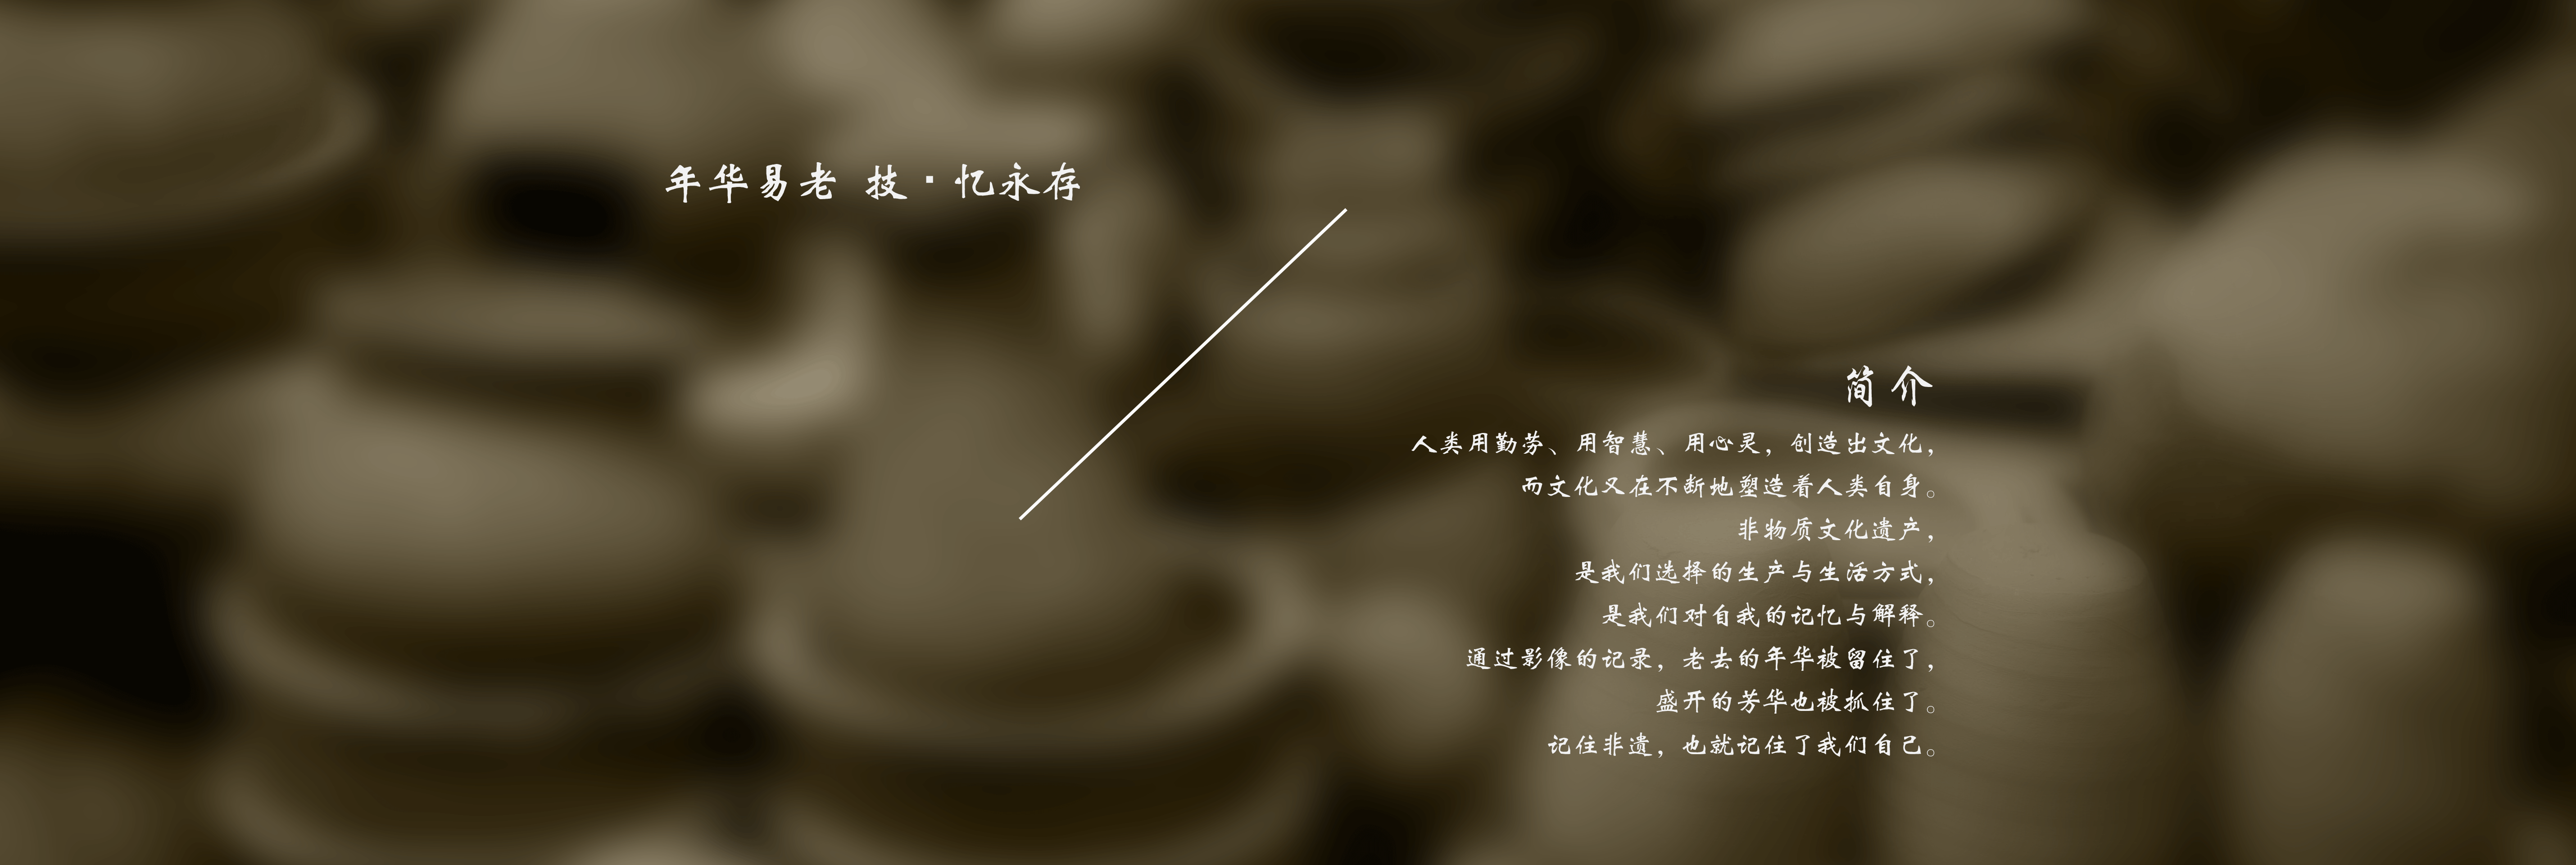 年华易老 技·忆永存
简介
人类用勤劳、用智慧、用心灵，创造出文化，
而文化又在不断地塑造着人类自身。
非物质文化遗产，
是我们选择的生产与生活方式，
是我们对自我的记忆与解释。
通过影像的记录，老去的年华被留住了，
盛开的芳华也被抓住了。
记住非遗，也就记住了我们自己。